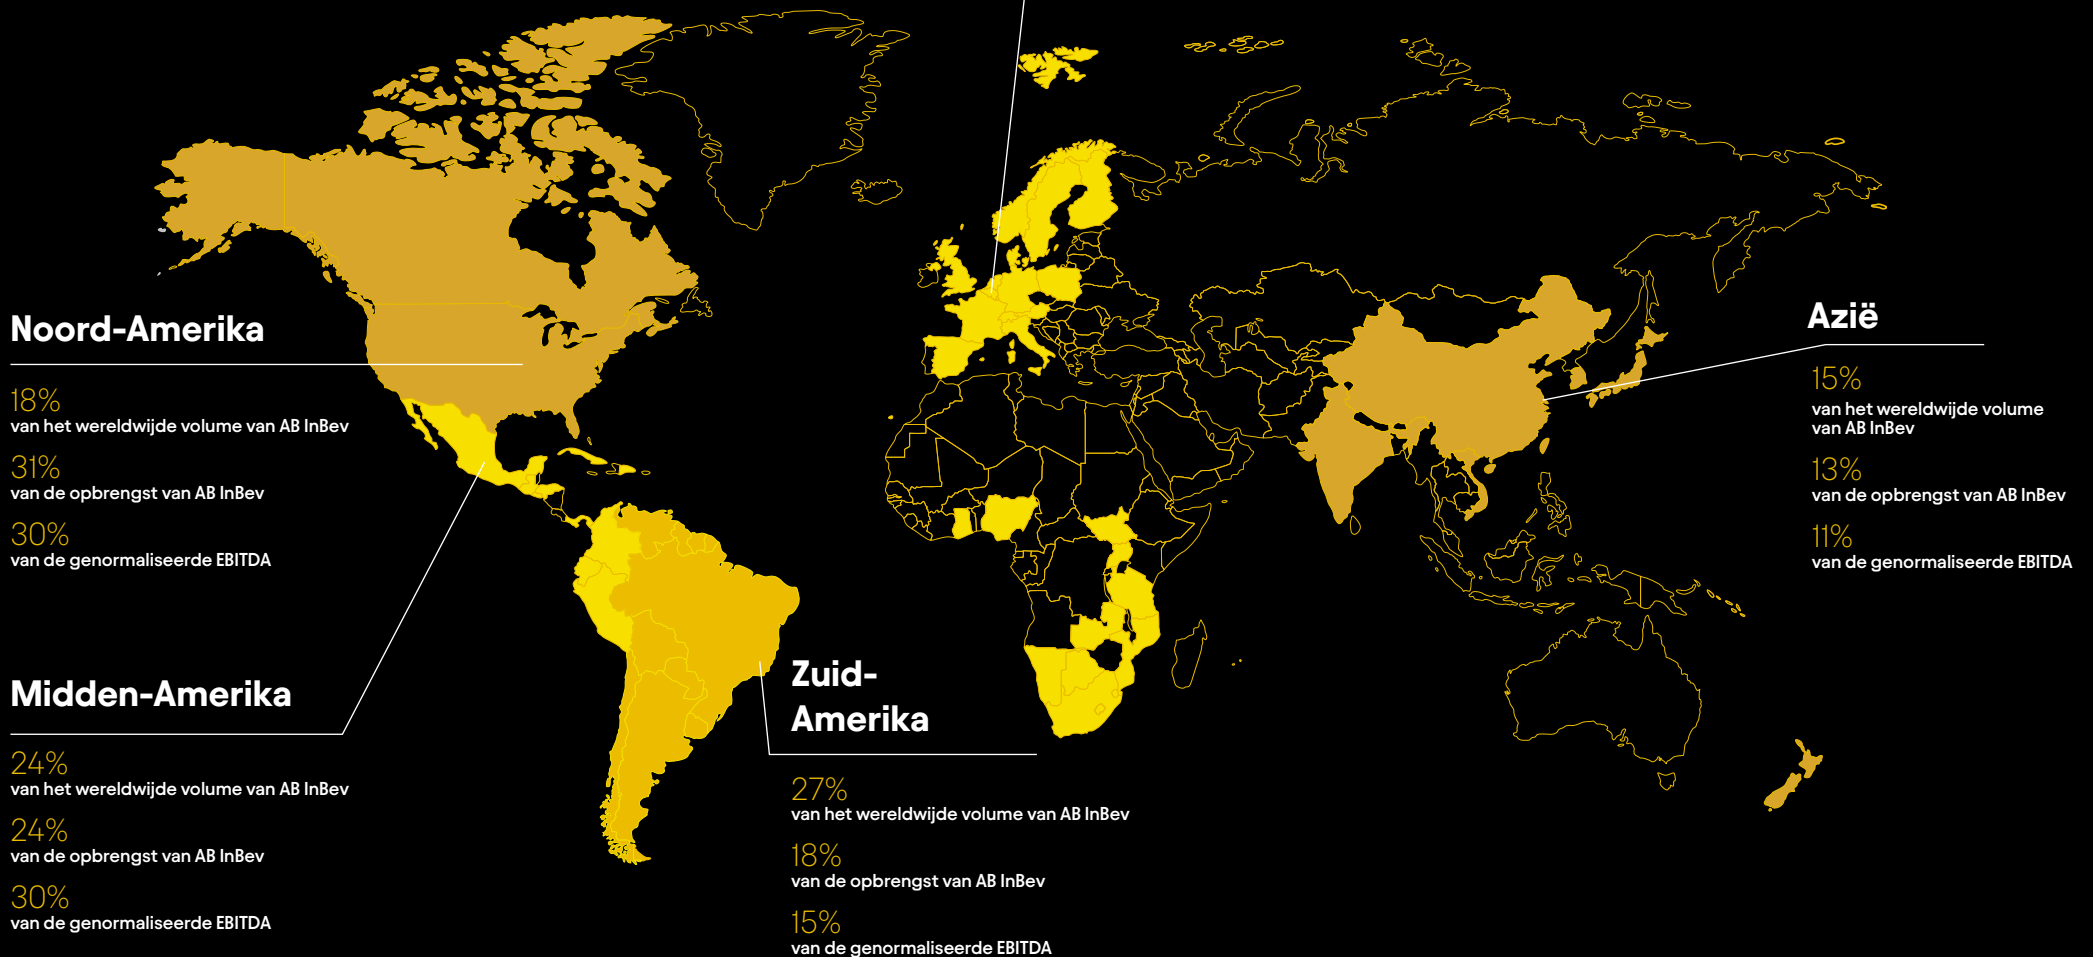 Noord-Amerika
18%
van het wereldwijde volume van AB InBev
31%
van de opbrengst van AB InBev
30%
van de genormaliseerde EBITDA
Midden-Amerika
24%
van het wereldwijde volume van AB InBev
24%
van de opbrengst van AB InBev
30%
van de genormaliseerde EBITDA
Zuid-
Amerika
27%
van het wereldwijde volume van AB InBev
18%
van de opbrengst van AB InBev
15%
van de genormaliseerde EBITDA
Azië
15%
van het wereldwijde volume
van AB InBev
13%
van de opbrengst van AB InBev
11%
van de genormaliseerde EBITDA